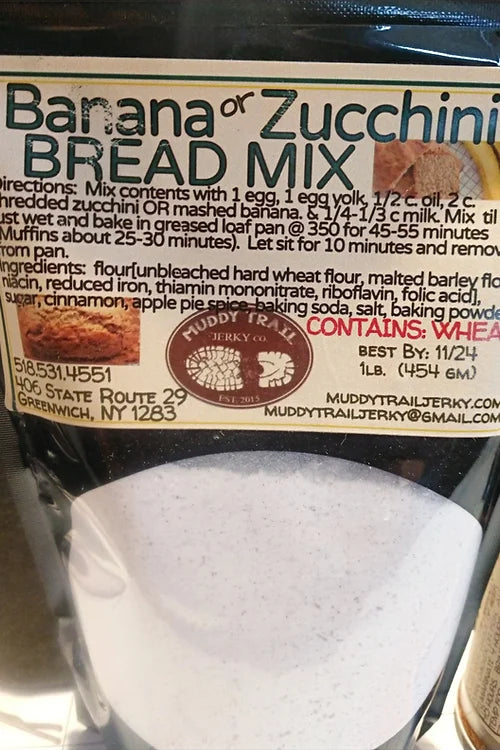 Banana or Zucchini
BREAD MIX
Directions: Mix contents with 1 egg, 1 egg yolk, 1/2 c. oil, 2 c.
shredded zucchini OR mashed banana. & 1/4-1/3 c milk. Mix til
just wet and bake in greased loaf pan @ 350 for 45-55 minutes
(Muffins about 25-30 minutes). Let sit for 10 minutes and remov
from pan.
Ingredients: flour[unbleached hard wheat flour, malted barley flo
niacin, reduced iron, thiamin mononitrate, riboflavin, folic acid],
sugar, cinnamon, apple pie spice, baking soda, salt, baking powde
CONTAINS: WHEA
MUDDY TRAIL
JERKY CO.
EST. 2015
BEST BY: 11/24
1LB. (454 GM)
518.531.4551
406 STATE ROUTE 29
GREENWICH, NY 1283
MUDDYTRAILJERKY.COM
MUDDYTRAILJERKY@GMAIL.COM